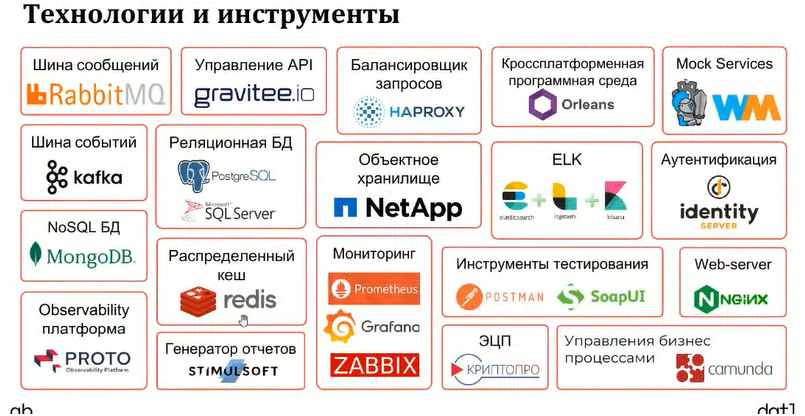 Технологии и инструменты
Шина сообщений
RabbitMQ
Управление API
gravitee.io
Балансировщик
запросов
HAPROXY
Кроссплатформенная
программная среда
Orleans
Mock Services
WM
Шина событий
kafka
Реляционная БД
PostgreSQL
Microsoft
SQL Server
Объектное
хранилище
NetApp
ELK
elasticsearch + logstash + kibana
Аутентификация
identity
SERVER
NoSQL БД
MongoDB.
Распределенный
кеш
redis
Мониторинг
Prometheus
Grafana
ZABBIX
Инструменты тестирования
POSTMAN
SoapUI
Web-server
NGINX
Observability
платформа
PROTO
Observability Platform
Генератор отчетов
STIMULSOFT
ЭЦП
КРИПТОПРО
Управления бизнес
процессами
camunda